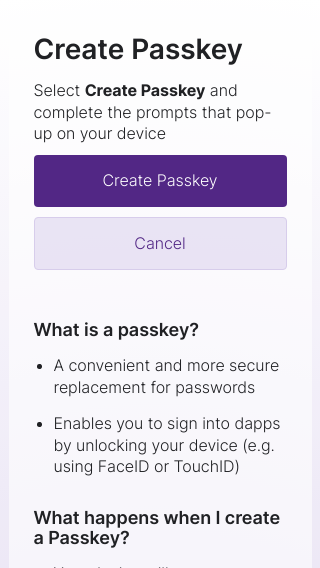 Create Passkey
Select Create Passkey and
complete the prompts that pop-
up on your device
Create Passkey
Cancel
What is a passkey?
• A convenient and more secure
replacement for passwords
• Enables you to sign into dapps
by unlocking your device (e.g.
using FaceID or TouchID)
What happens when I create
a Passkey?